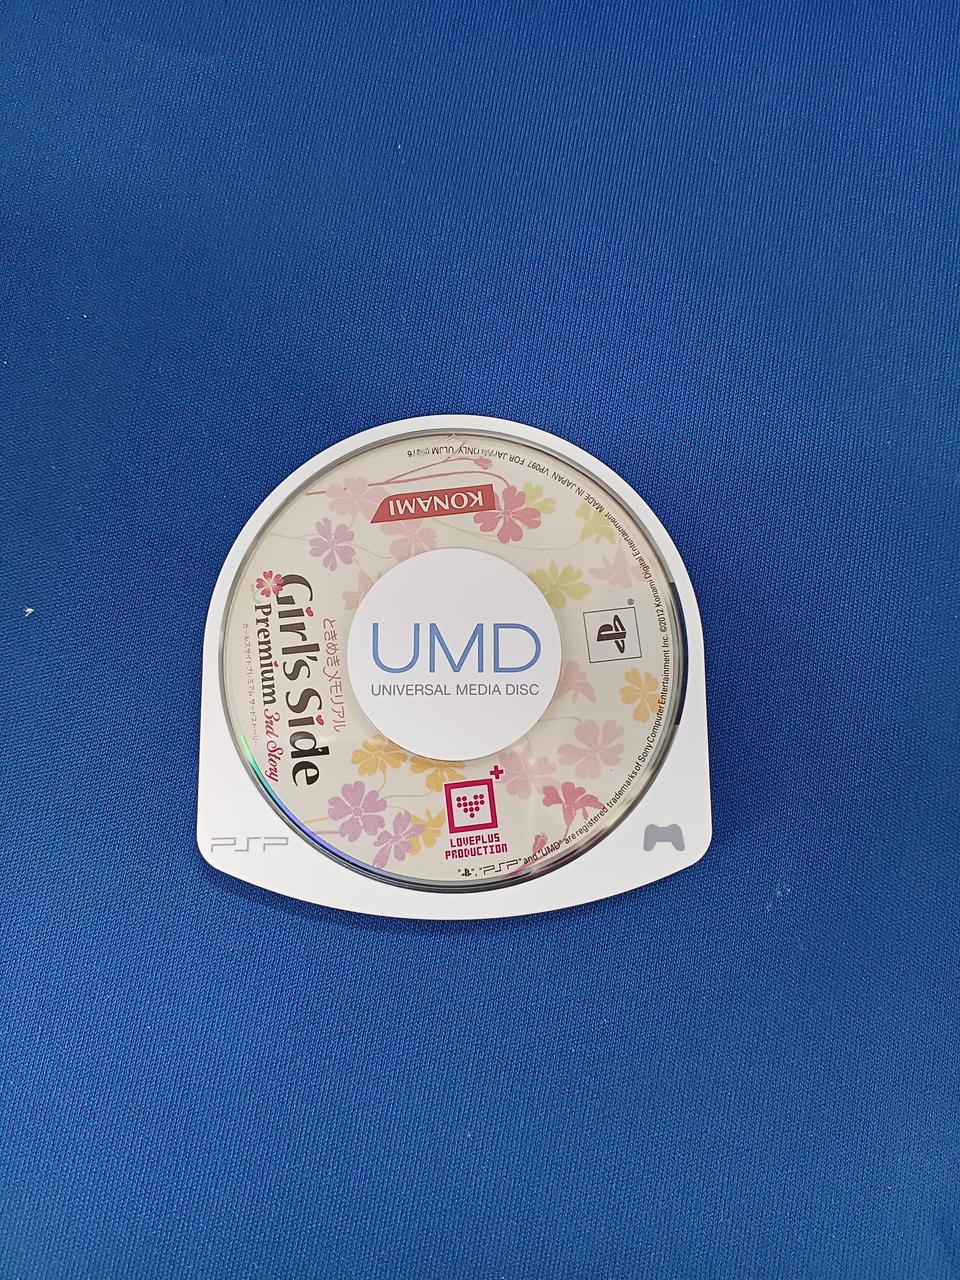 ときめきメモリアル
Girl's Side
Premium 3rd Story
ガールズサイドプレミアム サードストーリー
KONAMI
UMD
UNIVERSAL MEDIA DISC
LOVEPLUS
PRODUCTION
PSP
" ", "PSP" and "UMD" are registered trademarks of Sony Computer Entertainment Inc. ©2012 Konami Digital Entertainment MADE IN JAPAN VP097 FOR JAPAN ONLY ULJM 05876
®